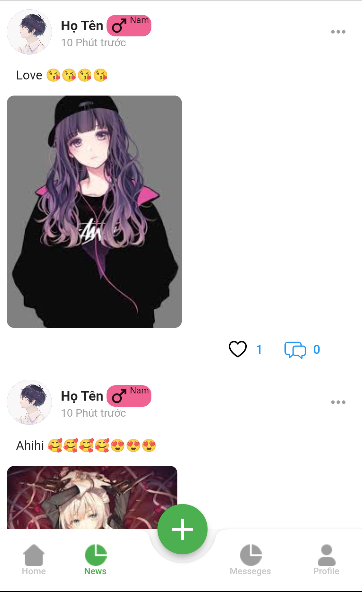 Họ Tên Nam
10 Phút trước
Love 😘😘😘😘
1 0
Họ Tên Nam
10 Phút trước
Ahihi 🥰🥰🥰🥰😍😍😍
Home News Messeges Profile